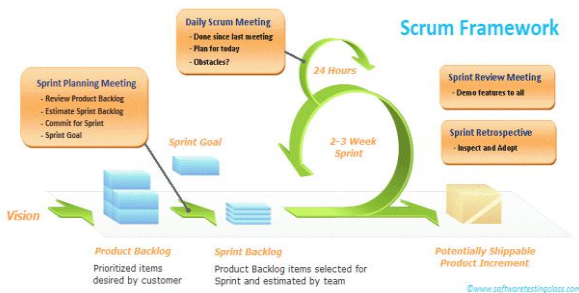 Scrum Framework
Daily Scrum Meeting
- Done since last meeting
- Plan for today
- Obstacles?
24 Hours
Sprint Planning Meeting
- Review Product Backlog
- Estimate Sprint Backlog
- Commit for Sprint
- Sprint Goal
Sprint Review Meeting
- Demo features to all
Sprint Retrospective
- Inspect and Adopt
Sprint Goal
2-3 Week
Sprint
Vision
Product Backlog
Prioritized items
desired by customer
Sprint Backlog
Product Backlog items selected for
Sprint and estimated by team
Potentially Shippable
Product Increment
©www.softwaretestingclass.com